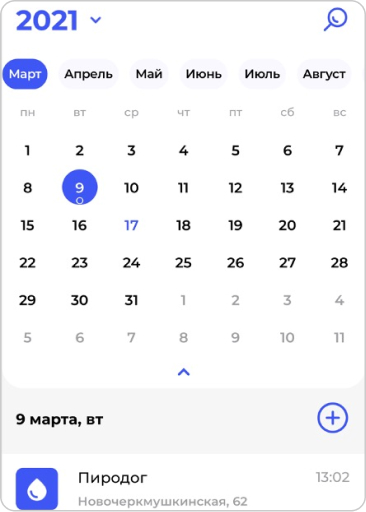 2021
Март Апрель Май Июнь Июль Август
пн вт ср чт пт сб вс
1 2 3 4 5 6 7
8 9 10 11 12 13 14
15 16 17 18 19 20 21
22 23 24 25 26 27 28
29 30 31 1 2 3 4
5 6 7 8 9 10 11
9 марта, вт
Пиродог 13:02
Новочеркмушкинская, 62